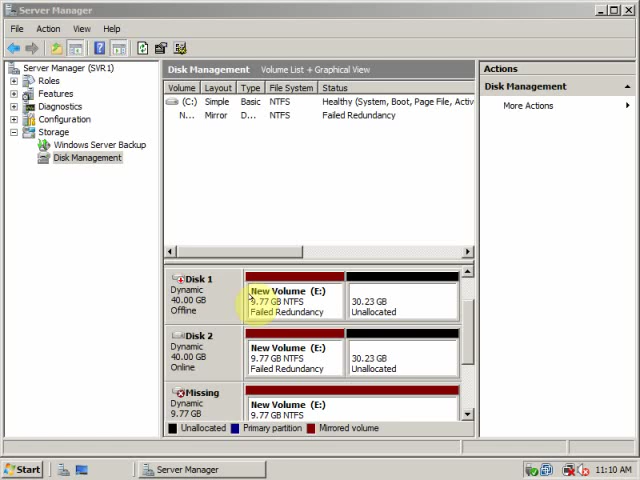 Server Manager
File Action View Help
Server Manager (SVR1)
Roles
Features
Diagnostics
Configuration
Storage
Windows Server Backup
Disk Management
Disk Management Volume List + Graphical View
Volume Layout Type File System Status
(C:) Simple Basic NTFS Healthy (System, Boot, Page File, Activ
N... Mirror D... NTFS Failed Redundancy
Disk 1
Dynamic
40.00 GB
Offline
New Volume (E:)
9.77 GB NTFS
Failed Redundancy
30.23 GB
Unallocated
Disk 2
Dynamic
40.00 GB
Online
New Volume (E:)
9.77 GB NTFS
Failed Redundancy
30.23 GB
Unallocated
Missing
Dynamic
9.77 GB
New Volume (E:)
9.77 GB NTFS
Unallocated Primary partition Mirrored volume
Actions
Disk Management
More Actions
Start
Server Manager
11:10 AM